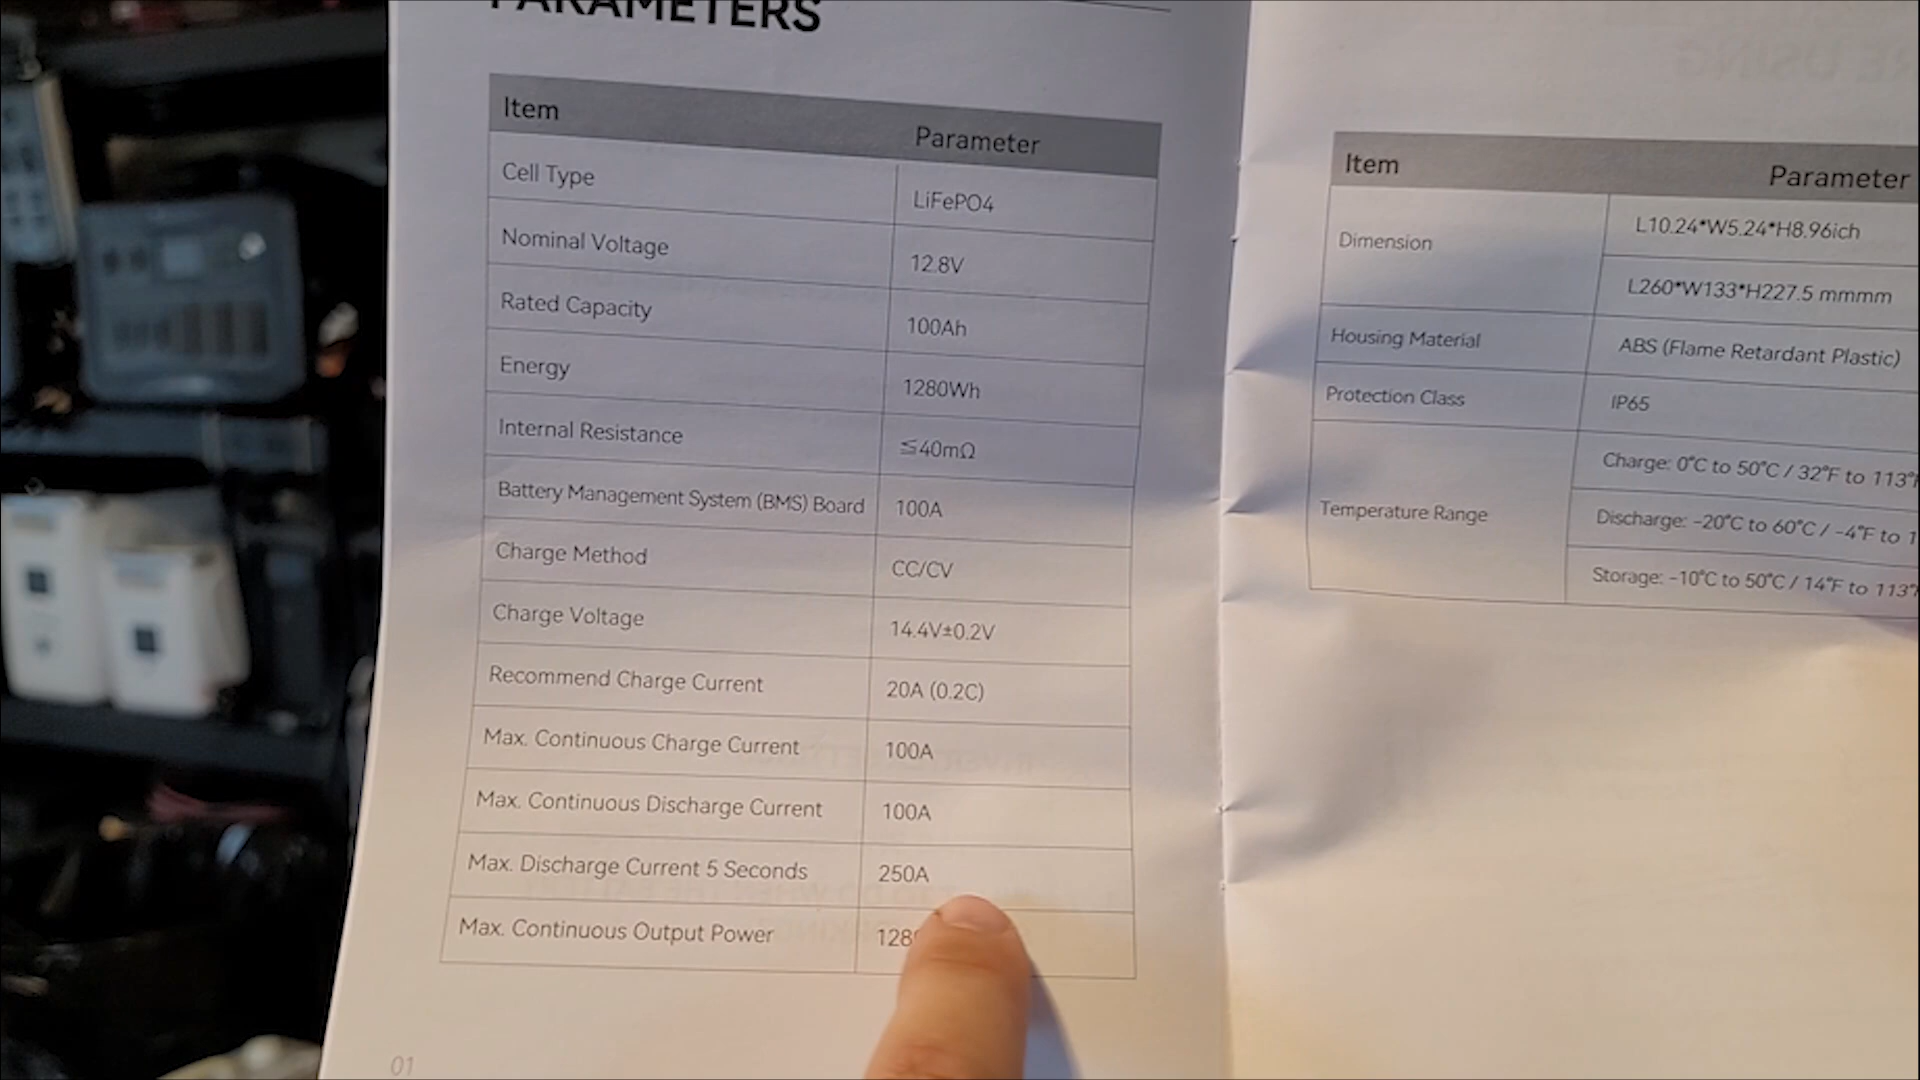 PARAMETERS
Item Parameter
Cell Type LiFePO4
Nominal Voltage 12.8V
Rated Capacity 100Ah
Energy 1280Wh
Internal Resistance ≤40mΩ
Battery Management System (BMS) Board 100A
Charge Method CC/CV
Charge Voltage 14.4V±0.2V
Recommend Charge Current 20A (0.2C)
Max. Continuous Charge Current 100A
Max. Continuous Discharge Current 100A
Max. Discharge Current 5 Seconds 250A
Max. Continuous Output Power 128
01
Item Parameter
Dimension L10.24*W5.24*H8.96ich
L260*W133*H227.5 mmmm
Housing Material ABS (Flame Retardant Plastic)
Protection Class IP65
Temperature Range Charge: 0°C to 50°C / 32°F to 113°F
Discharge: -20°C to 60°C / -4°F to 1
Storage: -10°C to 50°C / 14°F to 113°F